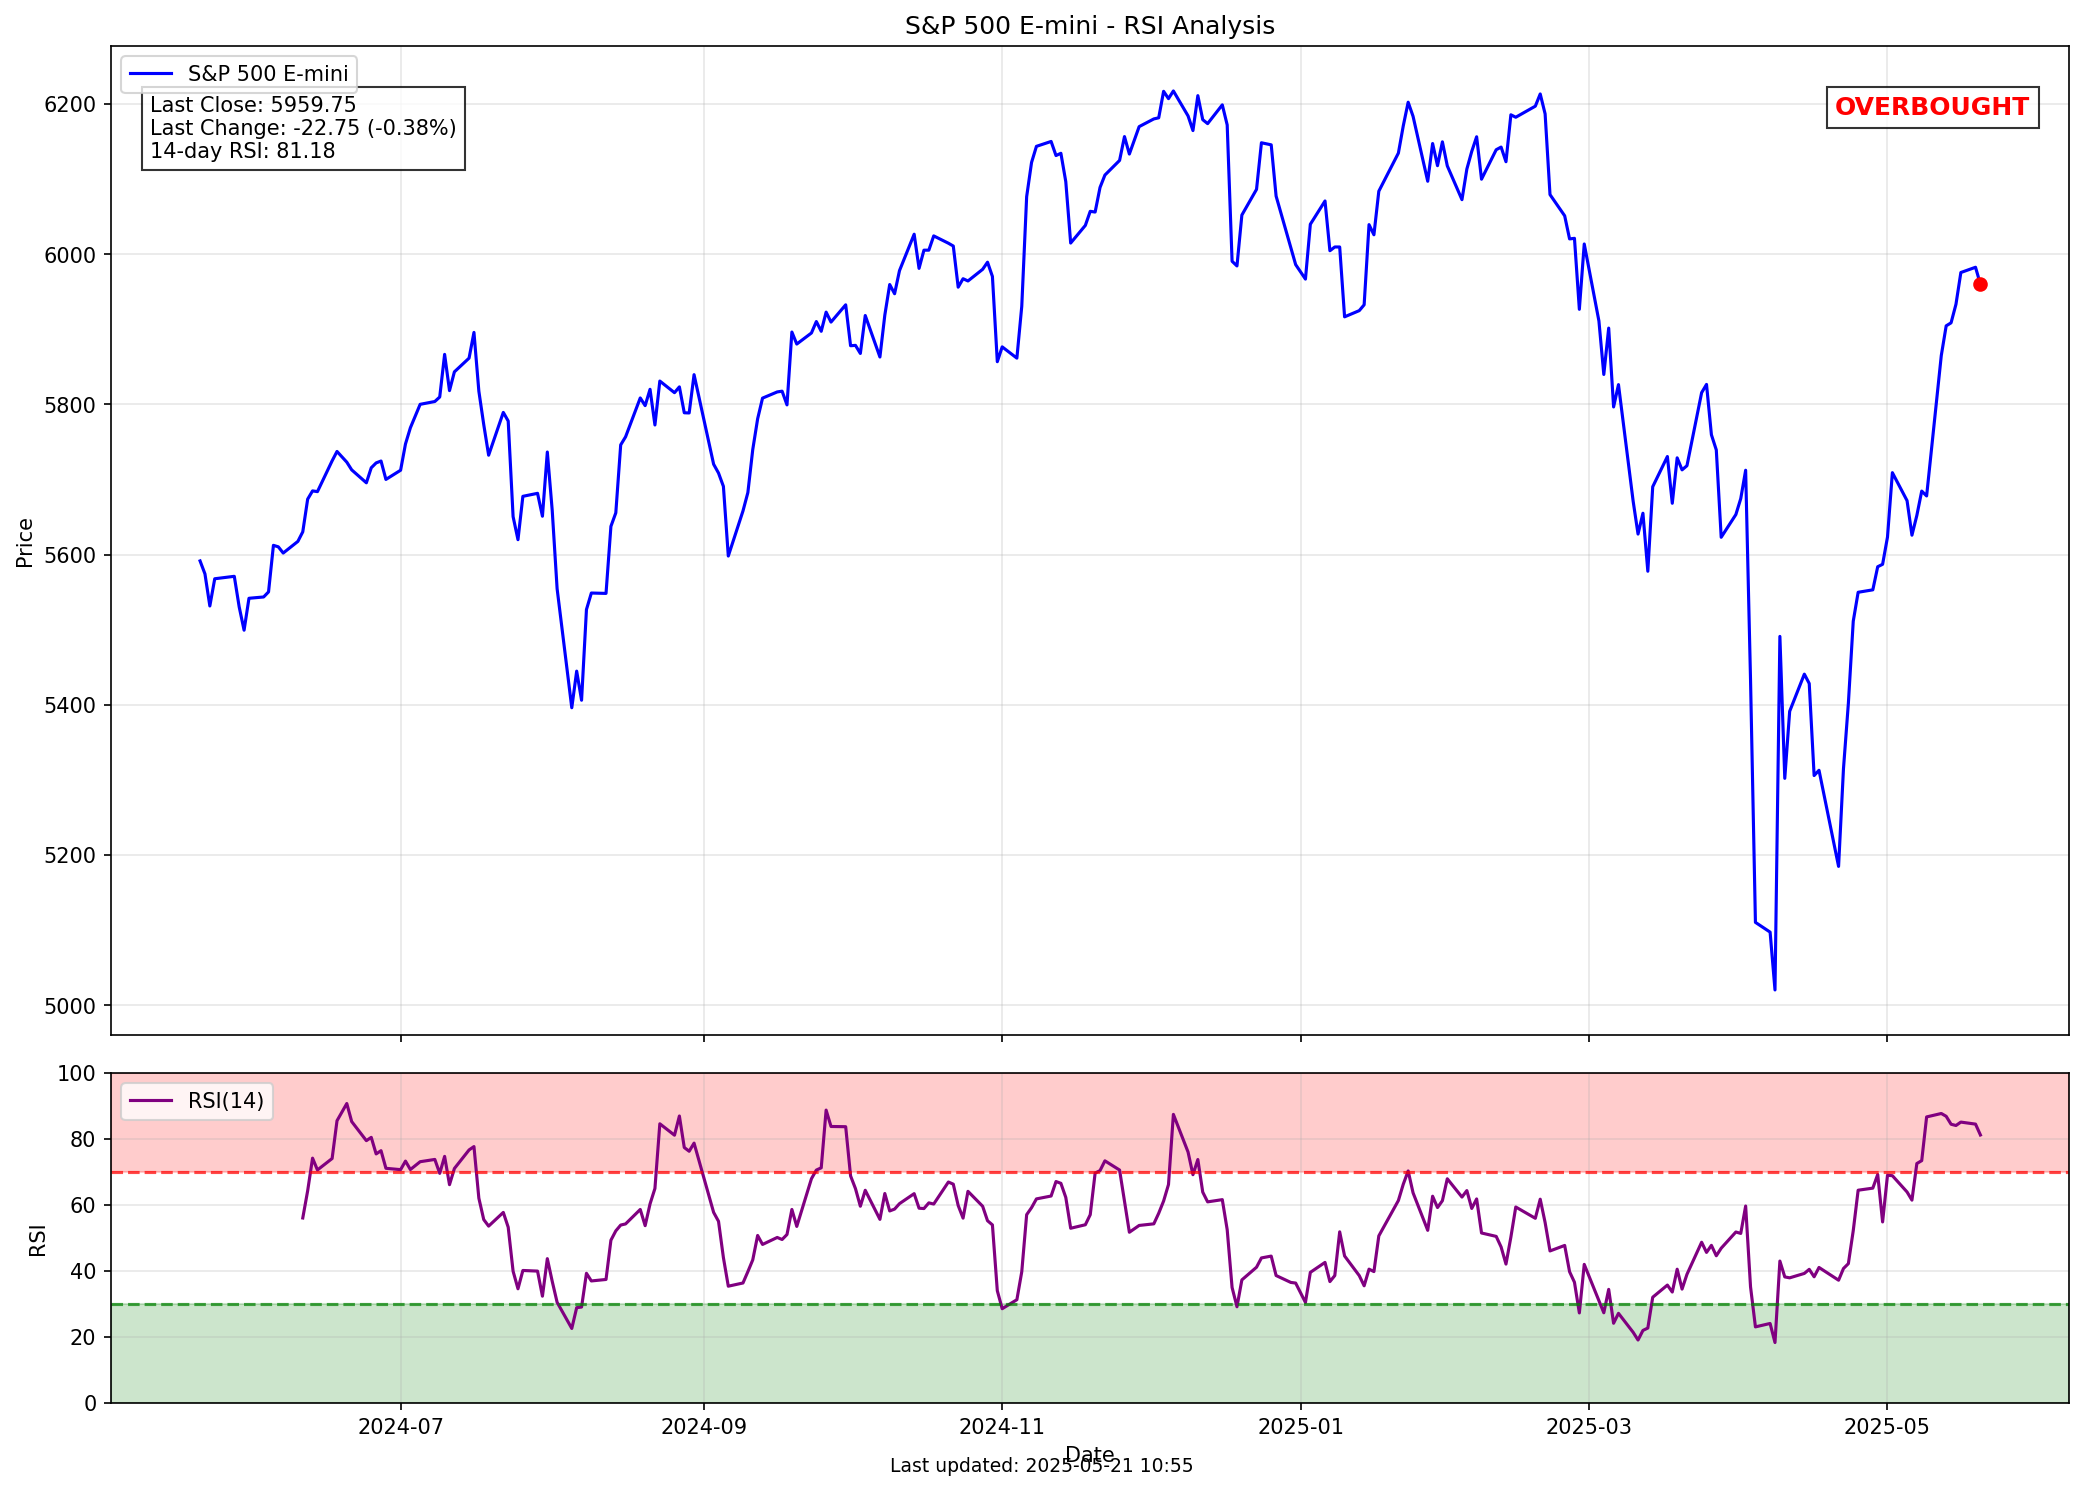 S&P 500 E-mini - RSI Analysis
S&P 500 E-mini
Last Close: 5959.75
Last Change: -22.75 (-0.38%)
14-day RSI: 81.18
OVERBOUGHT
Price
6200
6000
5800
5600
5400
5200
5000
RSI(14)
RSI
100
80
60
40
20
0
2024-07
2024-09
2024-11
2025-01
2025-03
2025-05
Date
Last updated: 2025-05-21 10:55